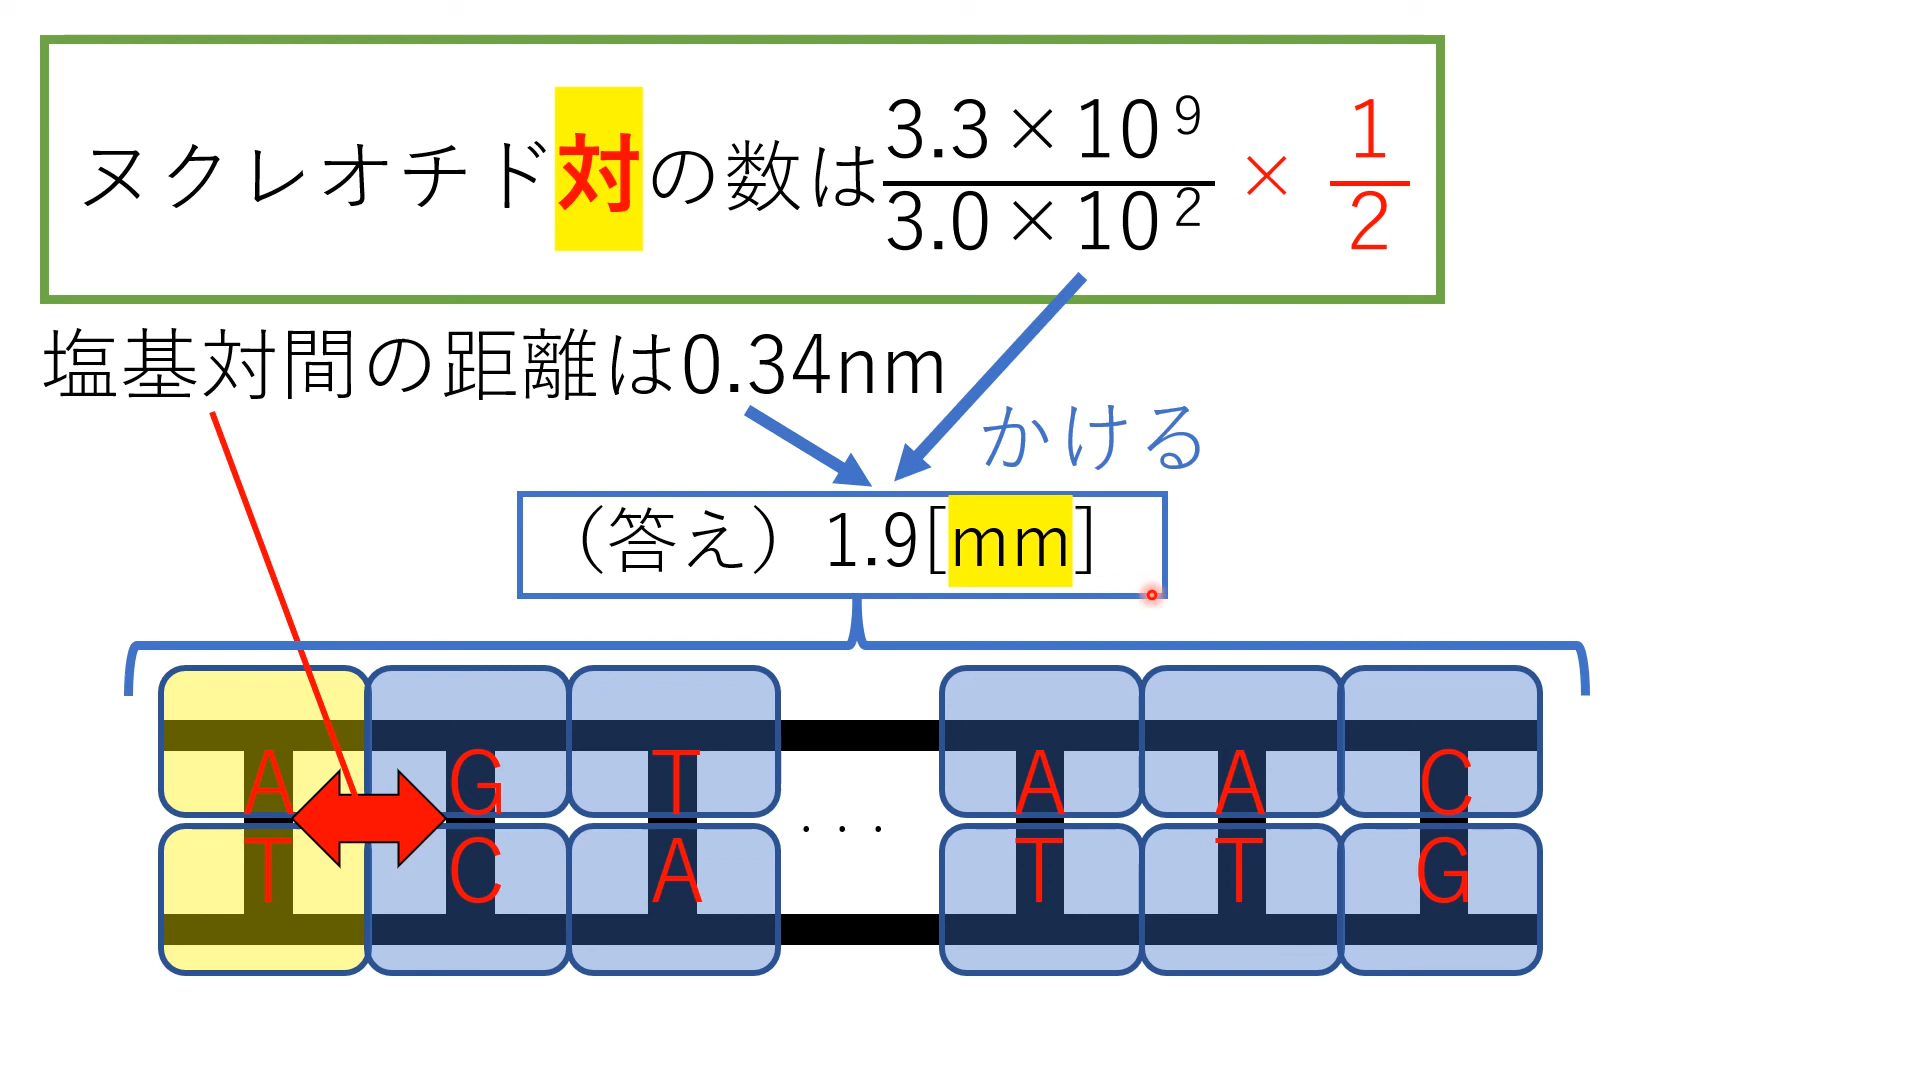 ヌクレオチド対の数は 3.3×10⁹/3.0×10² × 1/2
塩基対間の距離は0.34nm
かける
（答え）1.9[mm]
A G T ・・・ A A C
T C A T T G